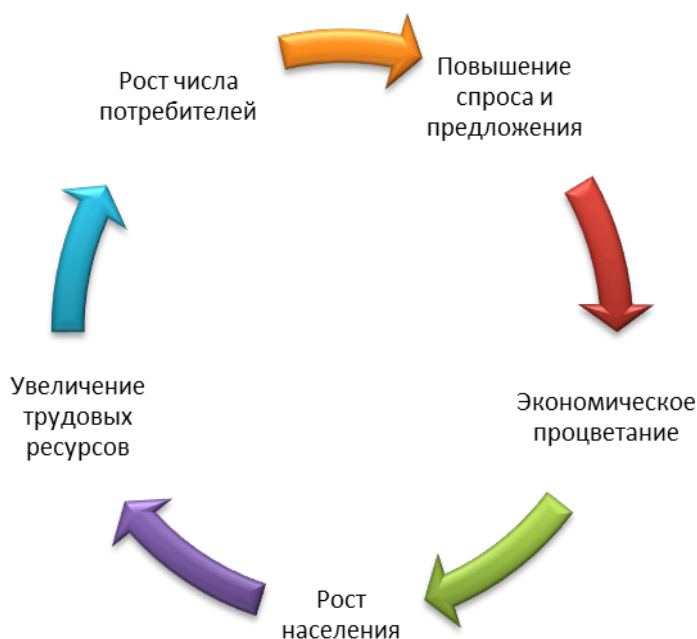 Рост числа
потребителей
Повышение
спроса и
предложения
Экономическое
процветание
Рост
населения
Увеличение
трудовых
ресурсов